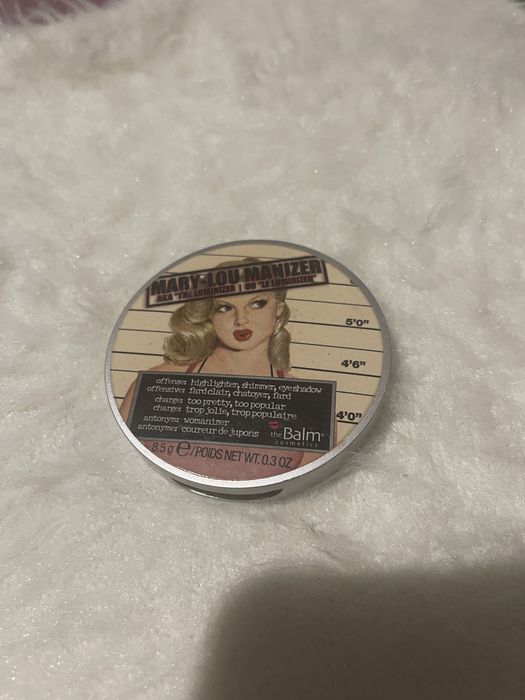 MARY-LOU MANIZER
AKA "THE LUMINIZER | OU "LE LUMINIZER"
5'0"
4'6"
4'0"
offense: highlighter, shimmer, eyeshadow
offensive: fard clair, chatoyer, fard
charge: too pretty, too popular
charge: trop jolie, trop populaire
antonym: womanizer
antonyme: coureur de jupons
theBalm®
cosmetics
8.5 g ℮/POIDS NET WT. 0.3 OZ